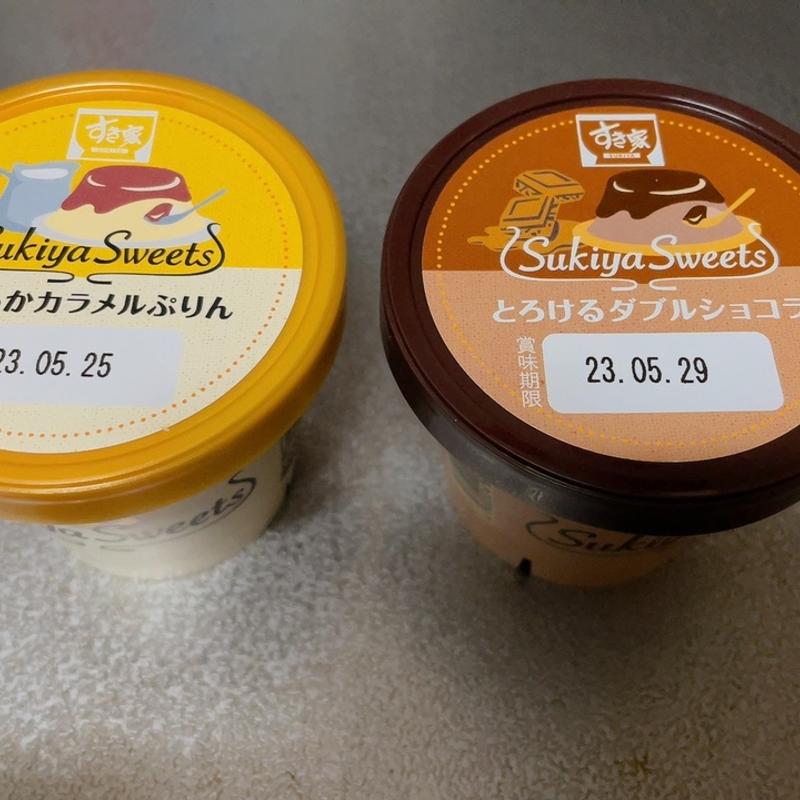 すき家
SUKIYA
Sukiya Sweets
かカラメルぷりん
23.05.25
Sweets
すき家
SUKIYA
Sukiya Sweets
とろけるダブルショコラ
賞味期限
23.05.29